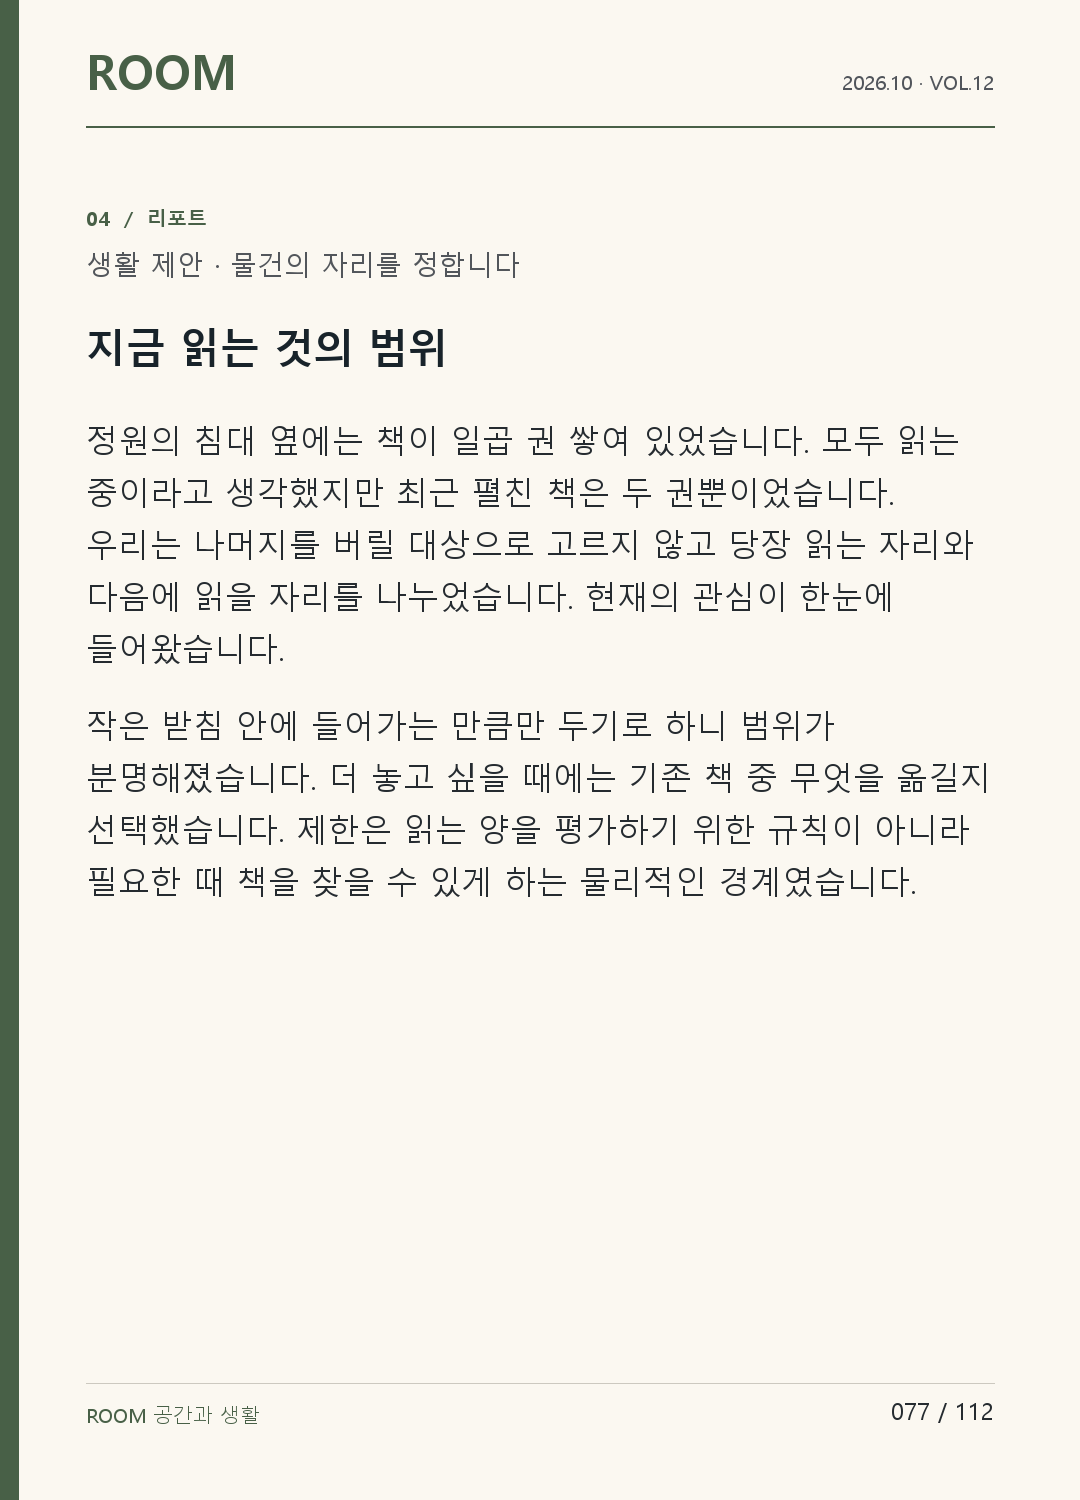 ROOM
2026.10 · VOL.12
04 / 리포트
생활 제안 · 물건의 자리를 정합니다
지금 읽는 것의 범위
정원의 침대 옆에는 책이 일곱 권 쌓여 있었습니다. 모두 읽는
중이라고 생각했지만 최근 펼친 책은 두 권뿐이었습니다.
우리는 나머지를 버릴 대상으로 고르지 않고 당장 읽는 자리와
다음에 읽을 자리를 나누었습니다. 현재의 관심이 한눈에
들어왔습니다.
작은 받침 안에 들어가는 만큼만 두기로 하니 범위가
분명해졌습니다. 더 놓고 싶을 때에는 기존 책 중 무엇을 옮길지
선택했습니다. 제한은 읽는 양을 평가하기 위한 규칙이 아니라
필요한 때 책을 찾을 수 있게 하는 물리적인 경계였습니다.
ROOM 공간과 생활
077 / 112